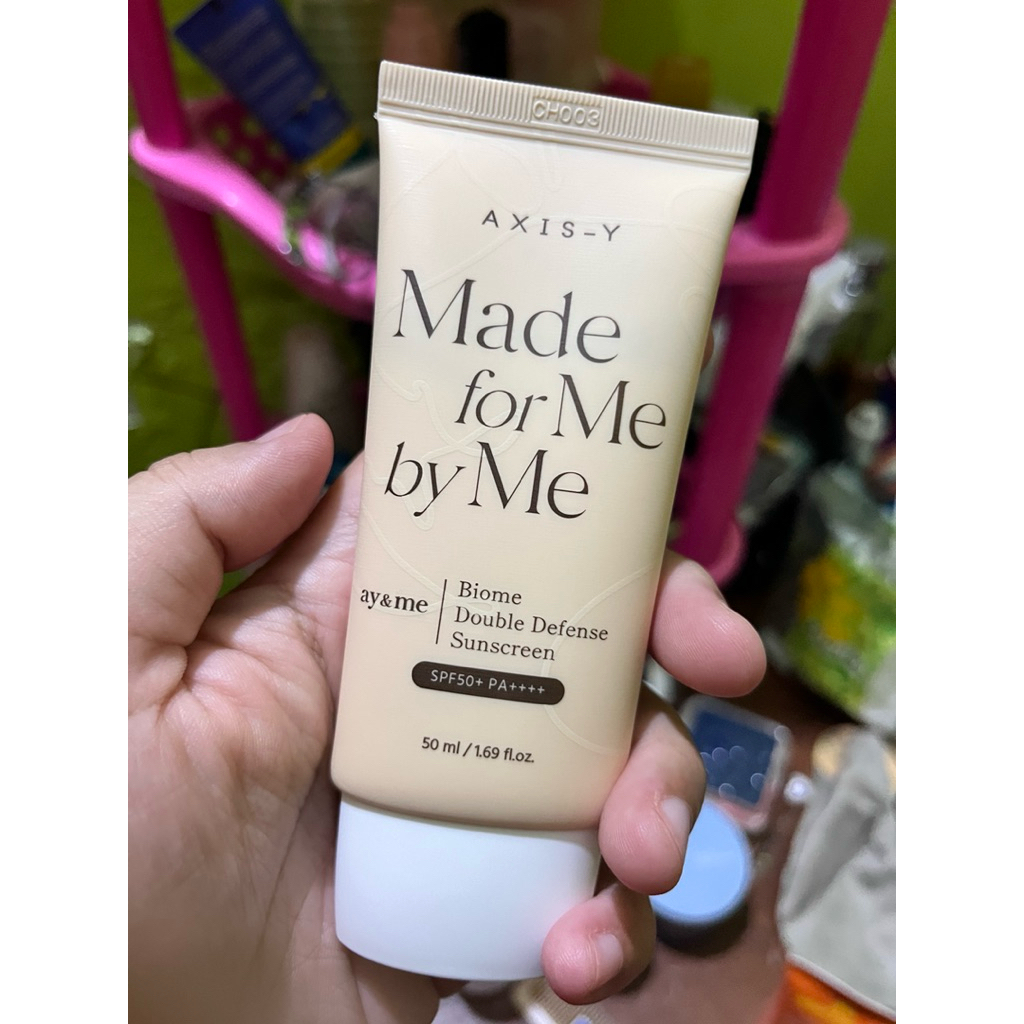 CH003
AXIS-Y
Made
for Me
by Me
ay&me
Biome
Double Defense
Sunscreen
SPF50+ PA++++
50 ml / 1.69 fl.oz.